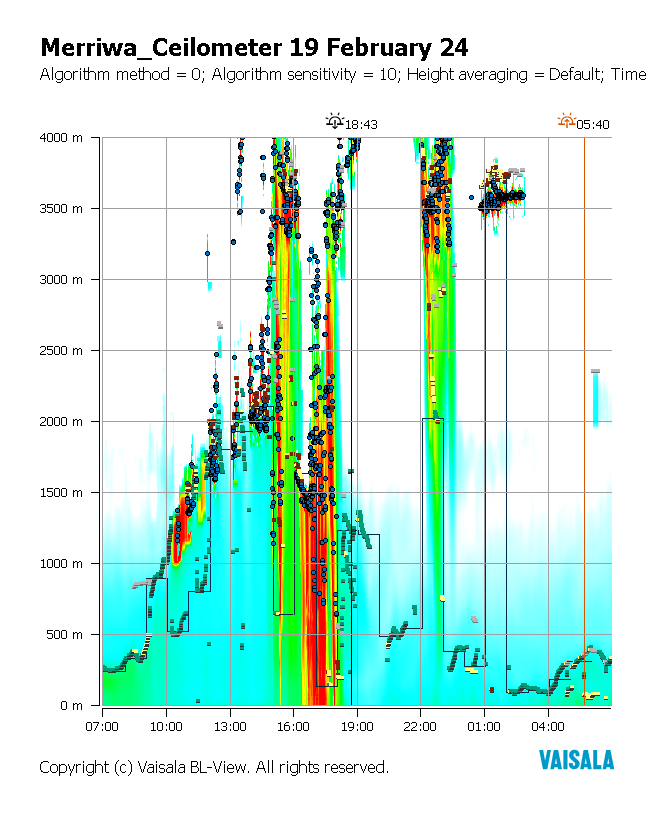 Merriwa_Ceilometer 19 February 24
Algorithm method = 0; Algorithm sensitivity = 10; Height averaging = Default; Time
18:43
05:40
4000 m
3500 m
3000 m
2500 m
2000 m
1500 m
1000 m
500 m
0 m
07:00 10:00 13:00 16:00 19:00 22:00 01:00 04:00
Copyright (c) Vaisala BL-View. All rights reserved.
VAISALA